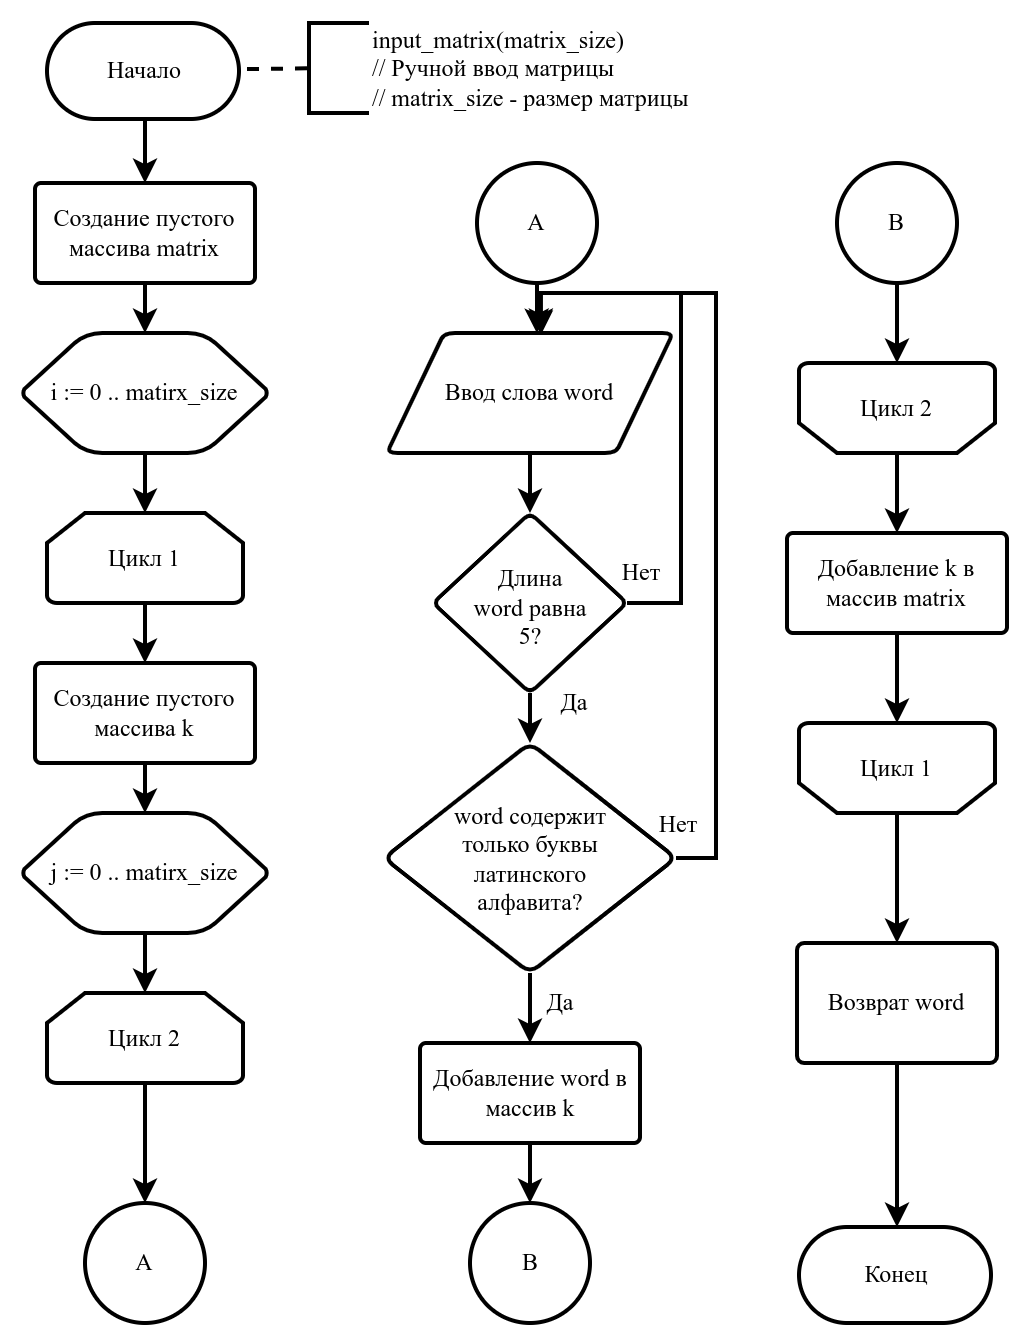 Начало
input_matrix(matrix_size)
// Ручной ввод матрицы
// matrix_size - размер матрицы
Создание пустого
массива matrix
i := 0 .. matirx_size
Цикл 1
Создание пустого
массива k
j := 0 .. matirx_size
Цикл 2
A
A
Ввод слова word
Длина
word равна
5?
Нет
Да
word содержит
только буквы
латинского
алфавита?
Нет
Да
Добавление word в
массив k
B
B
Цикл 2
Добавление k в
массив matrix
Цикл 1
Возврат word
Конец